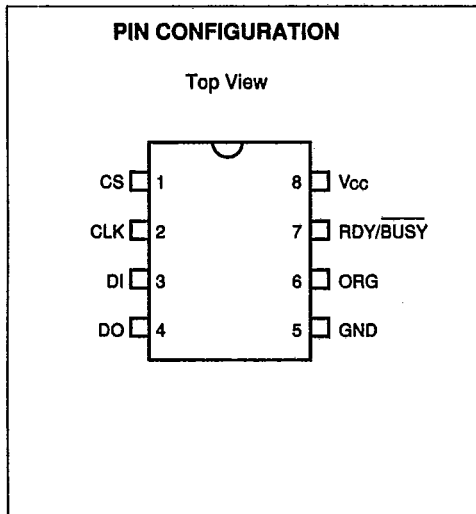 PIN CONFIGURATION
Top View
CS 1 8 Vcc
CLK 2 7 RDY/BUSY
DI 3 6 ORG
DO 4 5 GND